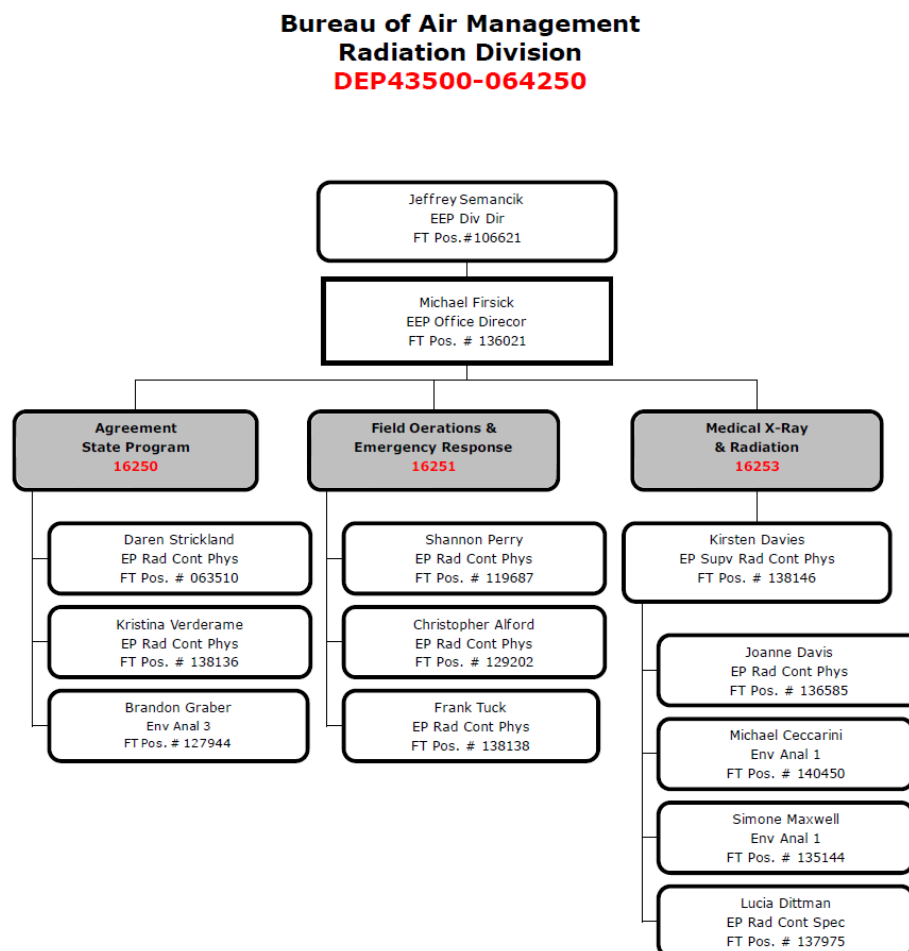 Bureau of Air Management
Radiation Division
DEP43500-064250
Jeffrey Semancik
EEP Div Dir
FT Pos.#106621
Michael Firsick
EEP Office Direcor
FT Pos. # 136021
Agreement
State Program
16250
Daren Strickland
EP Rad Cont Phys
FT Pos. # 063510
Kristina Verderame
EP Rad Cont Phys
FT Pos. # 138136
Brandon Graber
Env Anal 3
FT Pos. # 127944
Field Oerations &
Emergency Response
16251
Shannon Perry
EP Rad Cont Phys
FT Pos. # 119687
Christopher Alford
EP Rad Cont Phys
FT Pos. # 129202
Frank Tuck
EP Rad Cont Phys
FT Pos. # 138138
Medical X-Ray
& Radiation
16253
Kirsten Davies
EP Supv Rad Cont Phys
FT Pos. # 138146
Joanne Davis
EP Rad Cont Phys
FT Pos. # 136585
Michael Ceccarini
Env Anal 1
FT Pos. # 140450
Simone Maxwell
Env Anal 1
FT Pos. # 135144
Lucia Dittman
EP Rad Cont Spec
FT Pos. # 137975